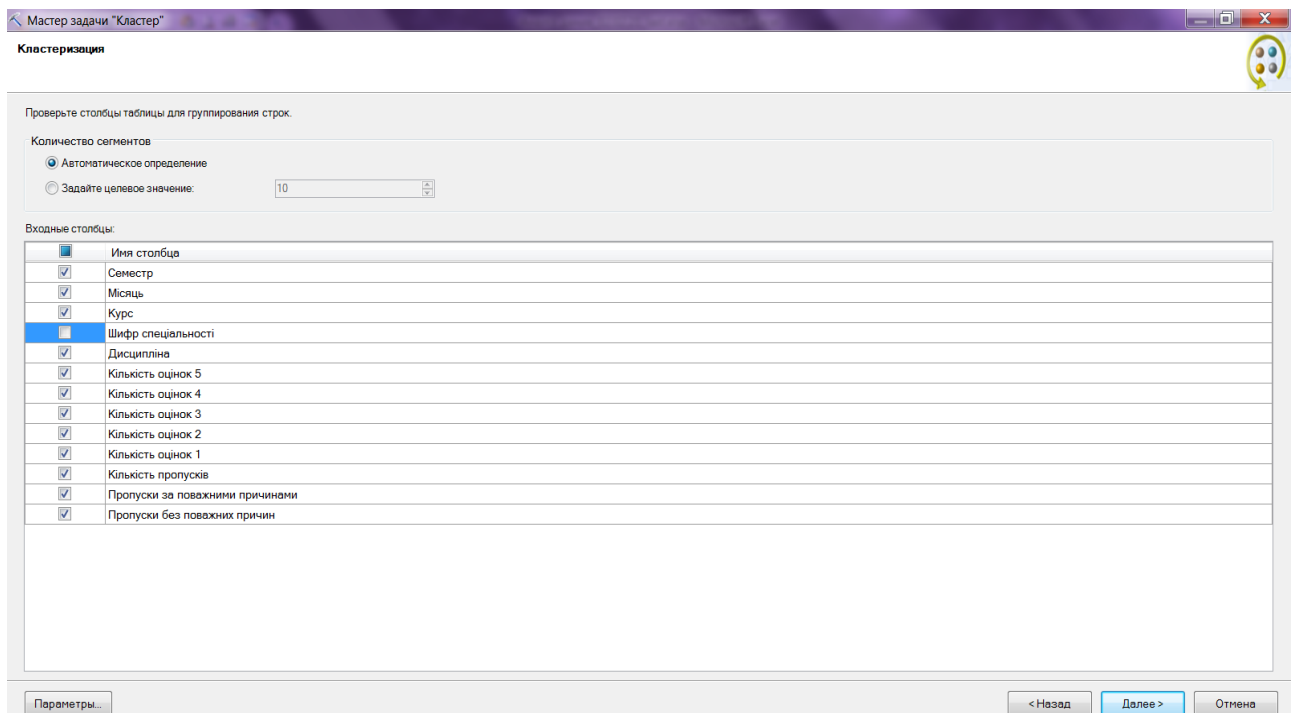 Мастер задачи "Кластер"
Кластеризация
Проверьте столбцы таблицы для группирования строк.
Количество сегментов
Автоматическое определение
Задайте целевое значение: 10
Входные столбцы:
Имя столбца
Семестр
Місяць
Курс
Шифр спеціальності
Дисципліна
Кількість оцінок 5
Кількість оцінок 4
Кількість оцінок 3
Кількість оцінок 2
Кількість оцінок 1
Кількість пропусків
Пропуски за поважними причинами
Пропуски без поважних причин
Параметры... < Назад Далее > Отмена